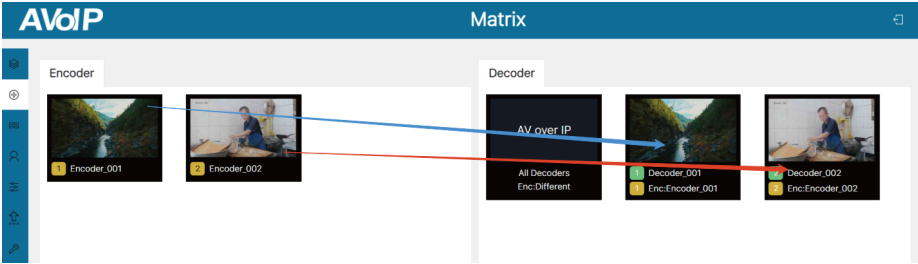 AVoIP
Matrix
Encoder
Decoder
1 Encoder_001
2 Encoder_002
AV over IP
All Decoders
Enc:Different
1 Decoder_001
1 Enc:Encoder_001
2 Decoder_002
2 Enc:Encoder_002